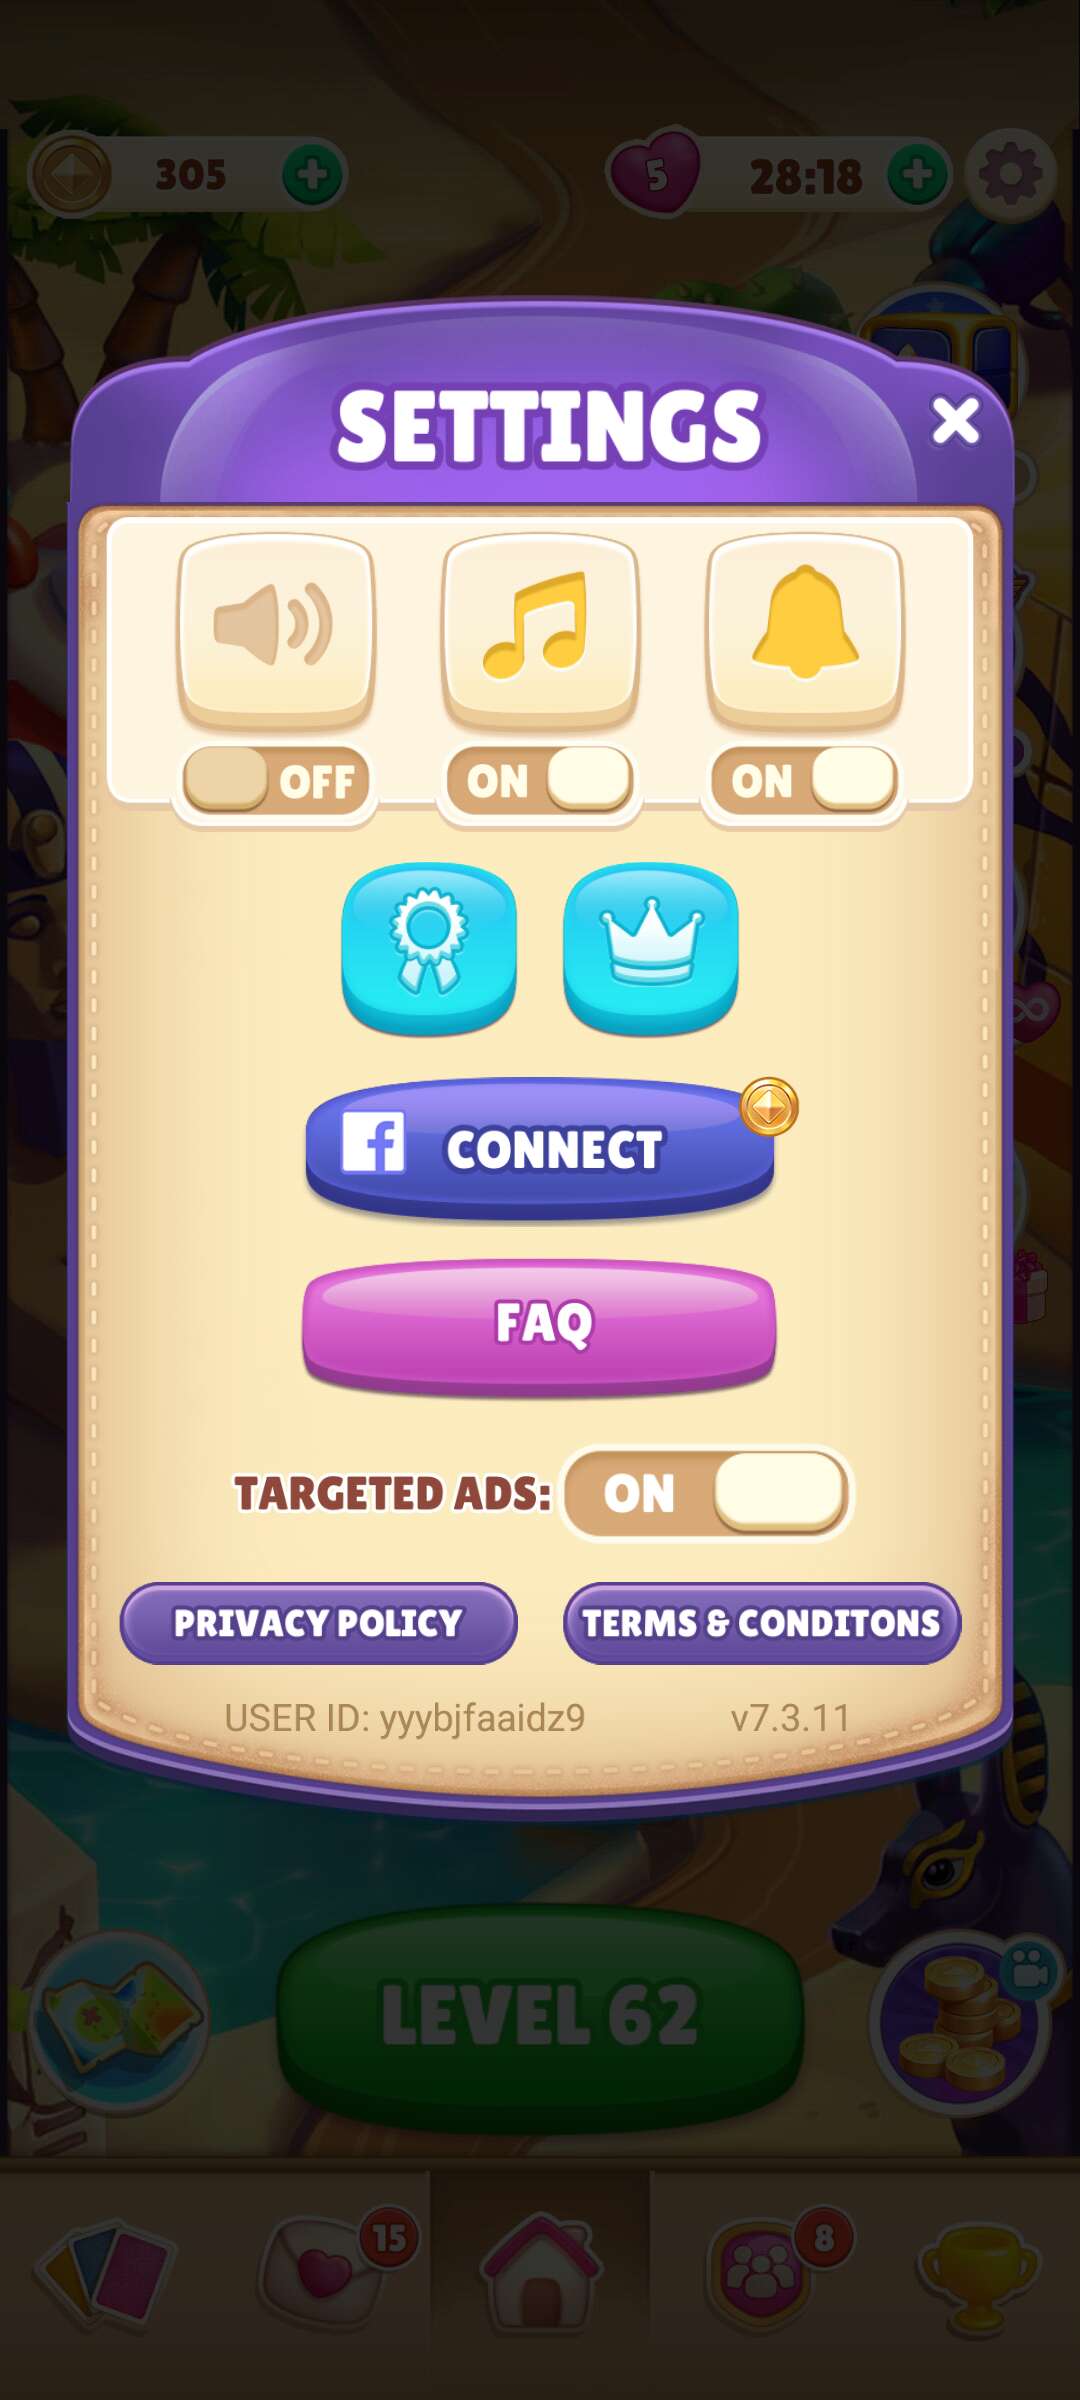 305
5
28:18
SETTINGS
OFF
ON
ON
CONNECT
FAQ
TARGETED ADS: ON
PRIVACY POLICY
TERMS & CONDITONS
USER ID: yyybjfaaidz9
v7.3.11
LEVEL 62
15
8